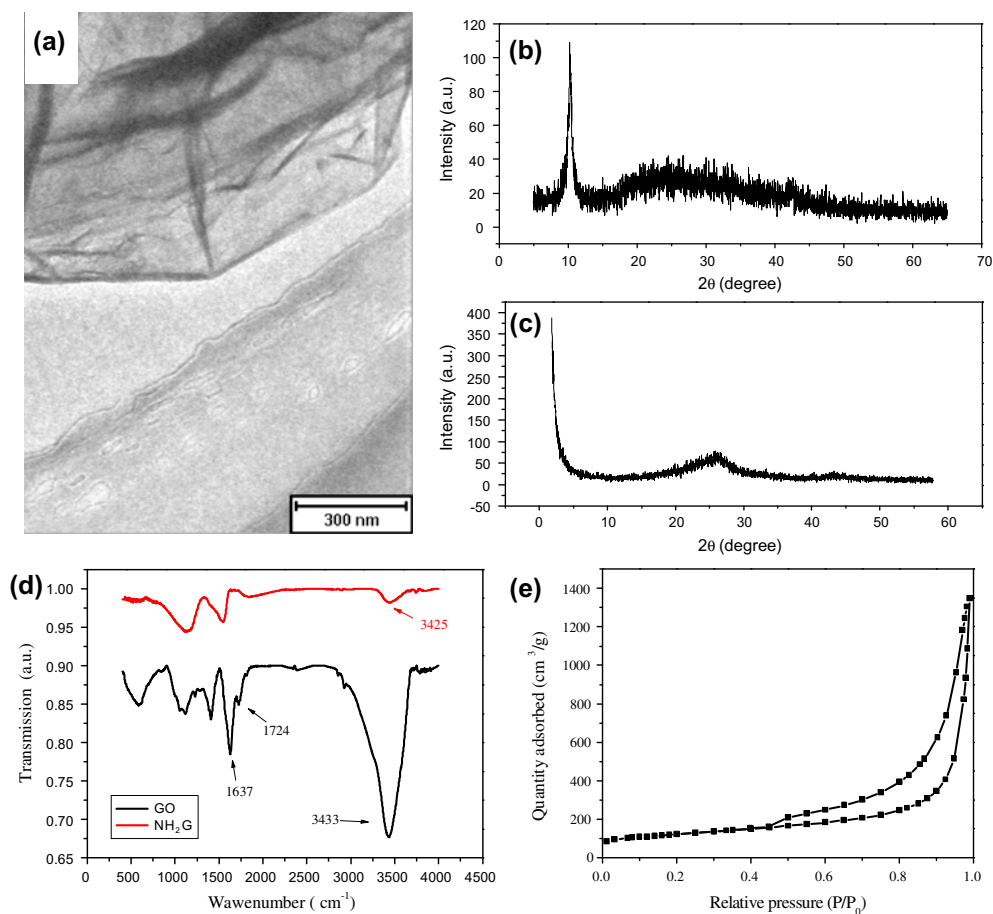 (a)
300 nm
(b)
Intensity (a.u.)
120
100
80
60
40
20
0
0 10 20 30 40 50 60 70
2θ (degree)
(c)
Intensity (a.u.)
400
350
300
250
200
150
100
50
0
-50
0 10 20 30 40 50 60
2θ (degree)
(d)
Transmission (a.u.)
1.00
0.95
0.90
0.85
0.80
0.75
0.70
0.65
3425
1724
1637
3433
GO
NH₂G
0 500 1000 1500 2000 2500 3000 3500 4000 4500
Wavenumber ( cm⁻¹)
(e)
Quantity adsorbed (cm³/g)
1400
1200
1000
800
600
400
200
0
0.0 0.2 0.4 0.6 0.8 1.0
Relative pressure (P/P₀)